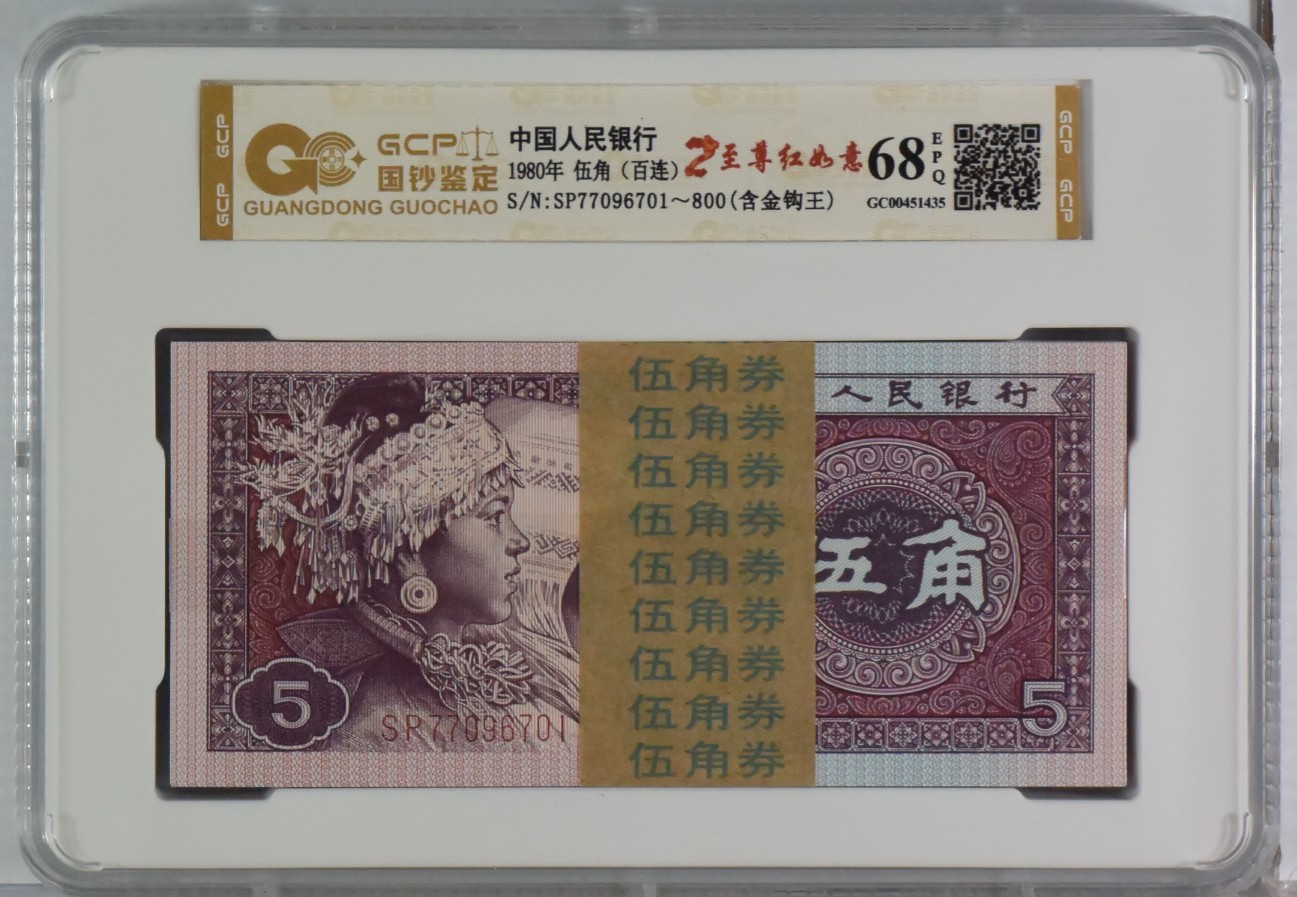 GCP
GCP
GCP
国钞鉴定
GUANGDONG GUOCHAO
中国人民银行
1980年 伍角（百连）
S/N:SP77096701～800(含金钩王)
至尊红如意
68
EPQ
GC00451435
GCP
GCP
人民银行
伍角券
伍角券
伍角券
伍角券
伍角券
伍角券
伍角券
伍角券
伍角券
五角
5
SP77096701
5